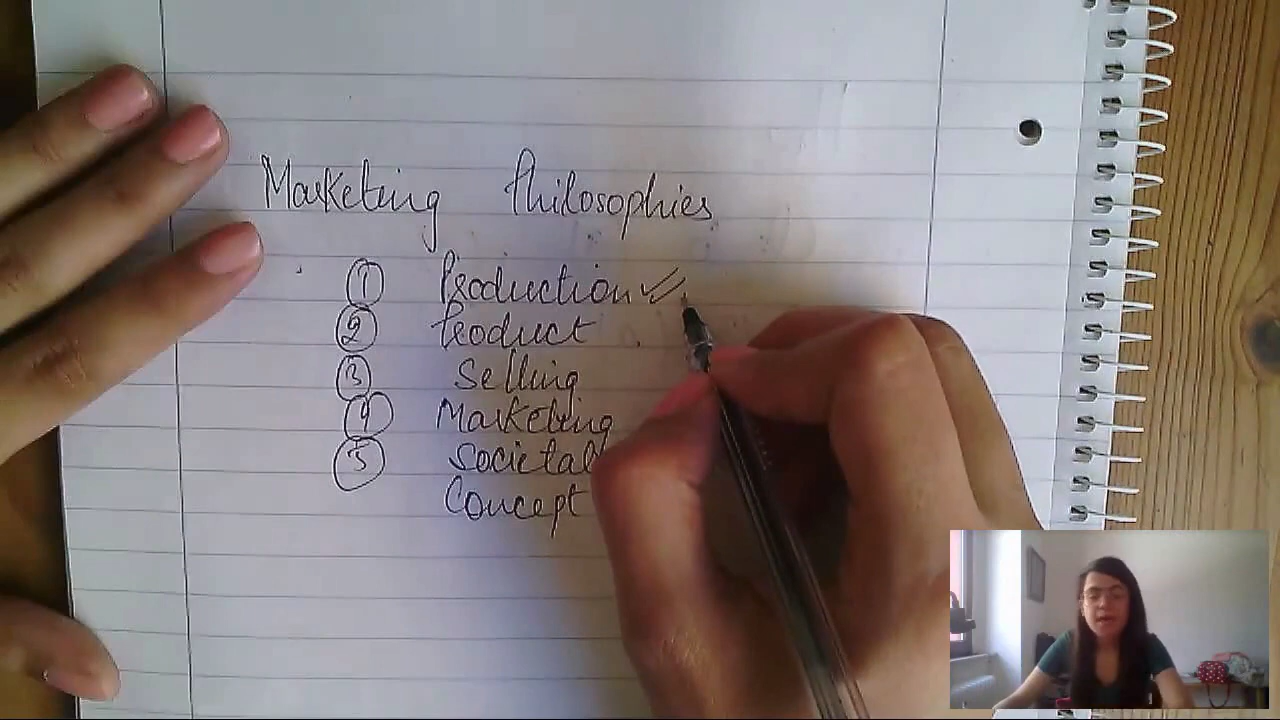 Marketing Philosophies
1 Production
2 Product
3 Selling
4 Marketing
5 Societal
Concept